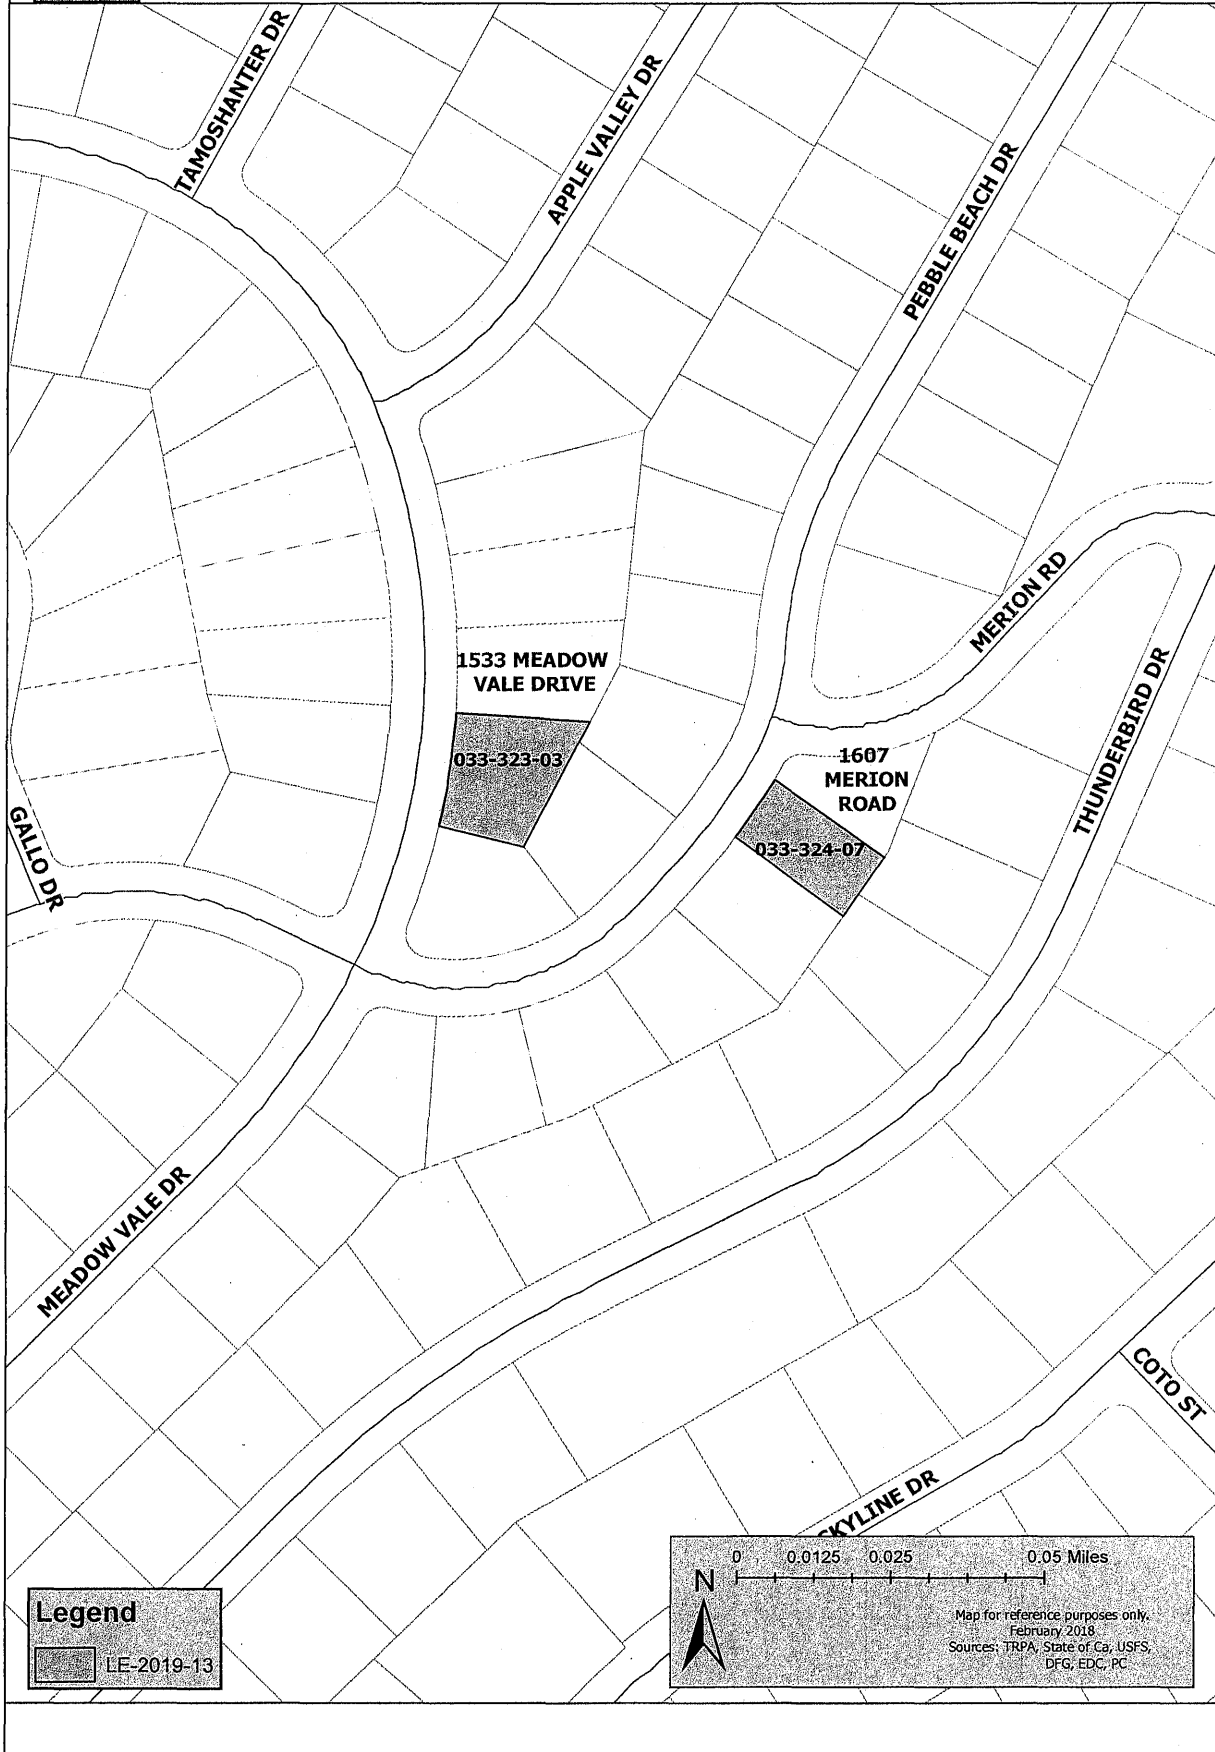 TAMOSHANTER DR
APPLE VALLEY DR
PEBBLE BEACH DR
MERION RD
THUNDERBIRD DR
1533 MEADOW
VALE DRIVE
033-323-03
1607
MERION
ROAD
033-324-07
GALLO DR
MEADOW VALE DR
COTO ST
SKYLINE DR
Legend
LE-2019-13
0 0.0125 0.025 0.05 Miles
N
Map for reference purposes only.
February 2018
Sources: TRPA, State of Ca, USFS,
DFG, EDC, PC